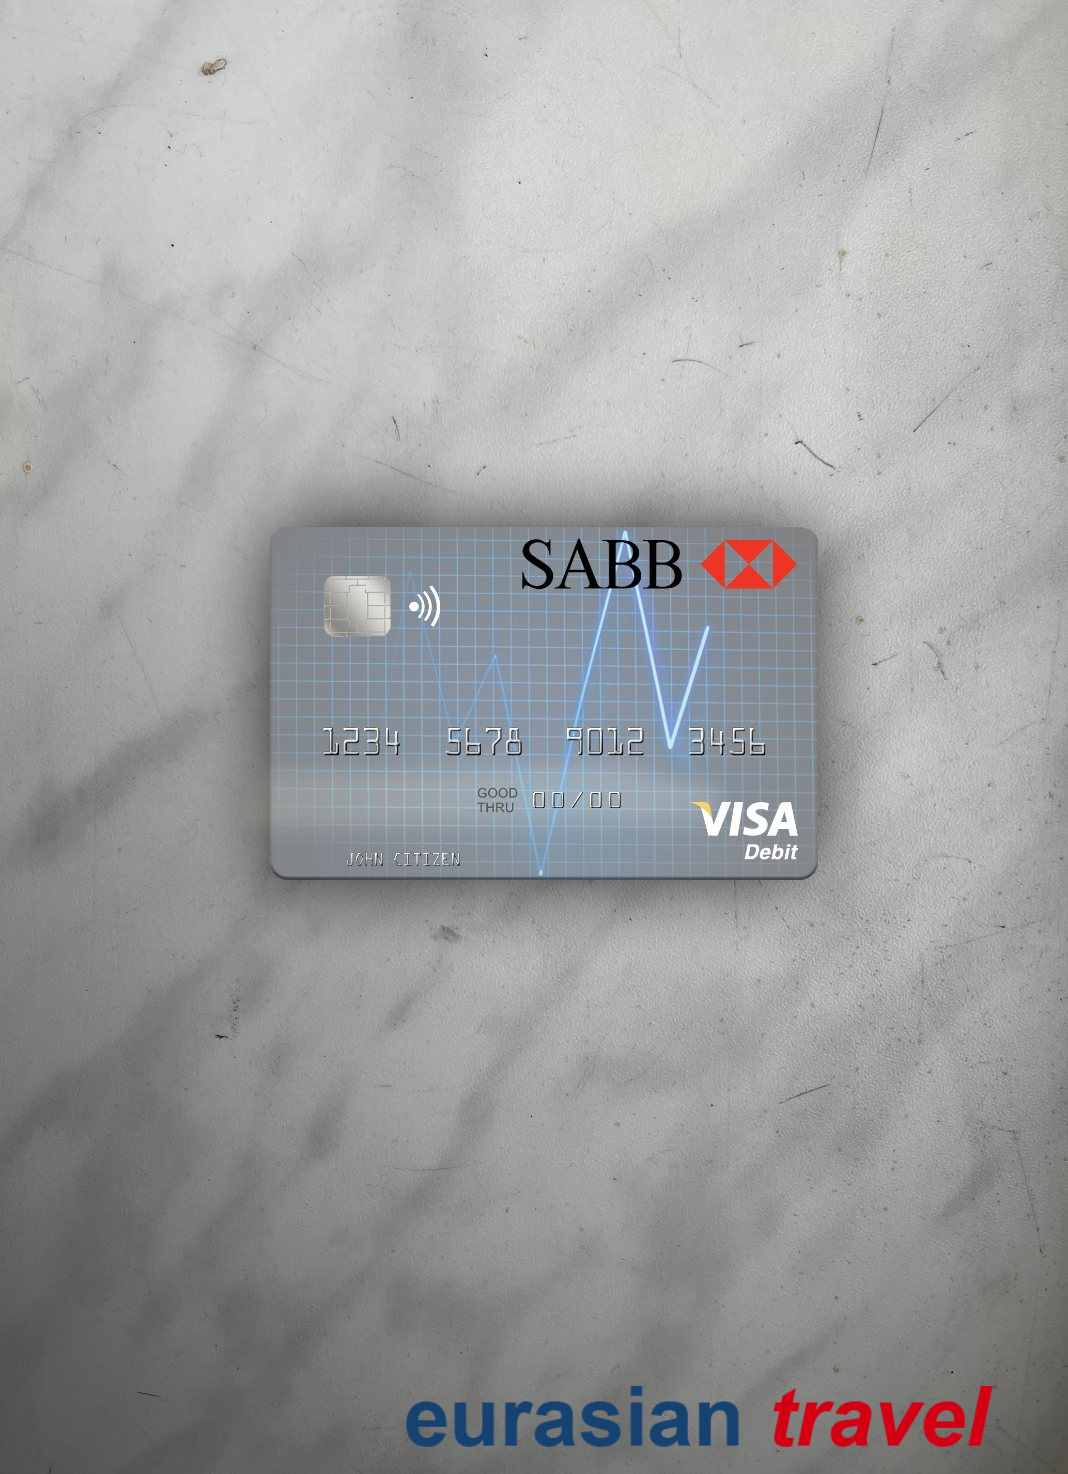 SABB
1234 5678 9012 3456
GOOD
THRU 00/00
VISA
Debit
JOHN CITIZEN
eurasian travel